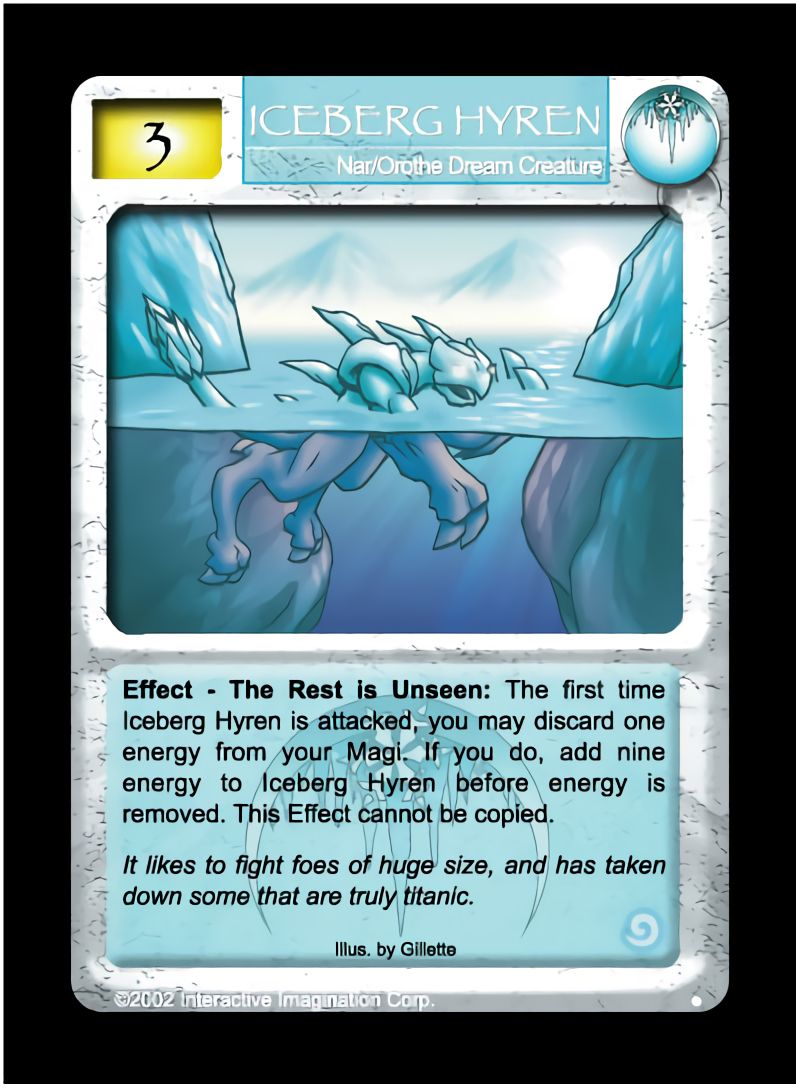 3
ICEBERG HYREN
Nar/Orothe Dream Creature
Effect - The Rest is Unseen: The first time
Iceberg Hyren is attacked, you may discard one
energy from your Magi. If you do, add nine
energy to Iceberg Hyren before energy is
removed. This Effect cannot be copied.
It likes to fight foes of huge size, and has taken
down some that are truly titanic.
Illus. by Gillette
©2002 Interactive Imagination Corp.